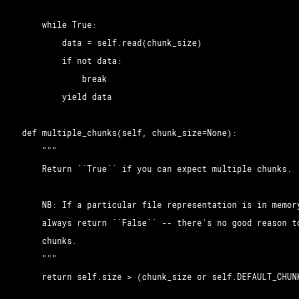 while True:
data = self.read(chunk_size)
if not data:
break
yield data
def multiple_chunks(self, chunk_size=None):
"""
Return ``True`` if you can expect multiple chunks.
NB: If a particular file representation is in memory
always return ``False`` -- there's no good reason to
chunks.
"""
return self.size > (chunk_size or self.DEFAULT_CHUN